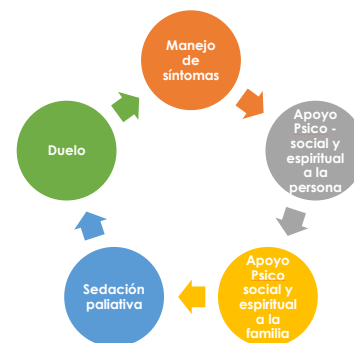 Manejo
de
síntomas
Apoyo
Psico -
social y
espiritual
a la
persona
Apoyo
Psico
social y
espiritual
a la
familia
Sedación
paliativa
Duelo